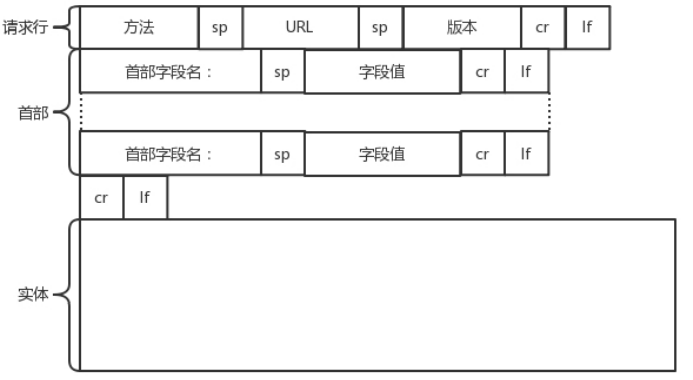 请求行 方法 sp URL sp 版本 cr lf
首部字段名： sp 字段值 cr lf
首部
首部字段名： sp 字段值 cr lf
cr lf
实体